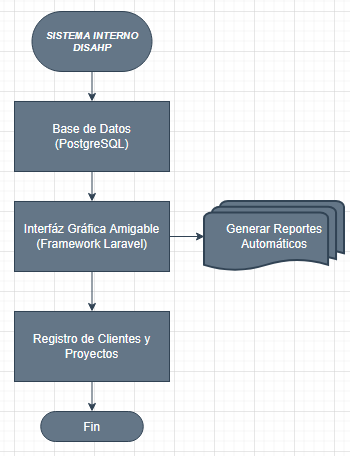 SISTEMA INTERNO
DISAHP
Base de Datos
(PostgreSQL)
Interfáz Gráfica Amigable
(Framework Laravel)
Generar Reportes
Automáticos
Registro de Clientes y
Proyectos
Fin